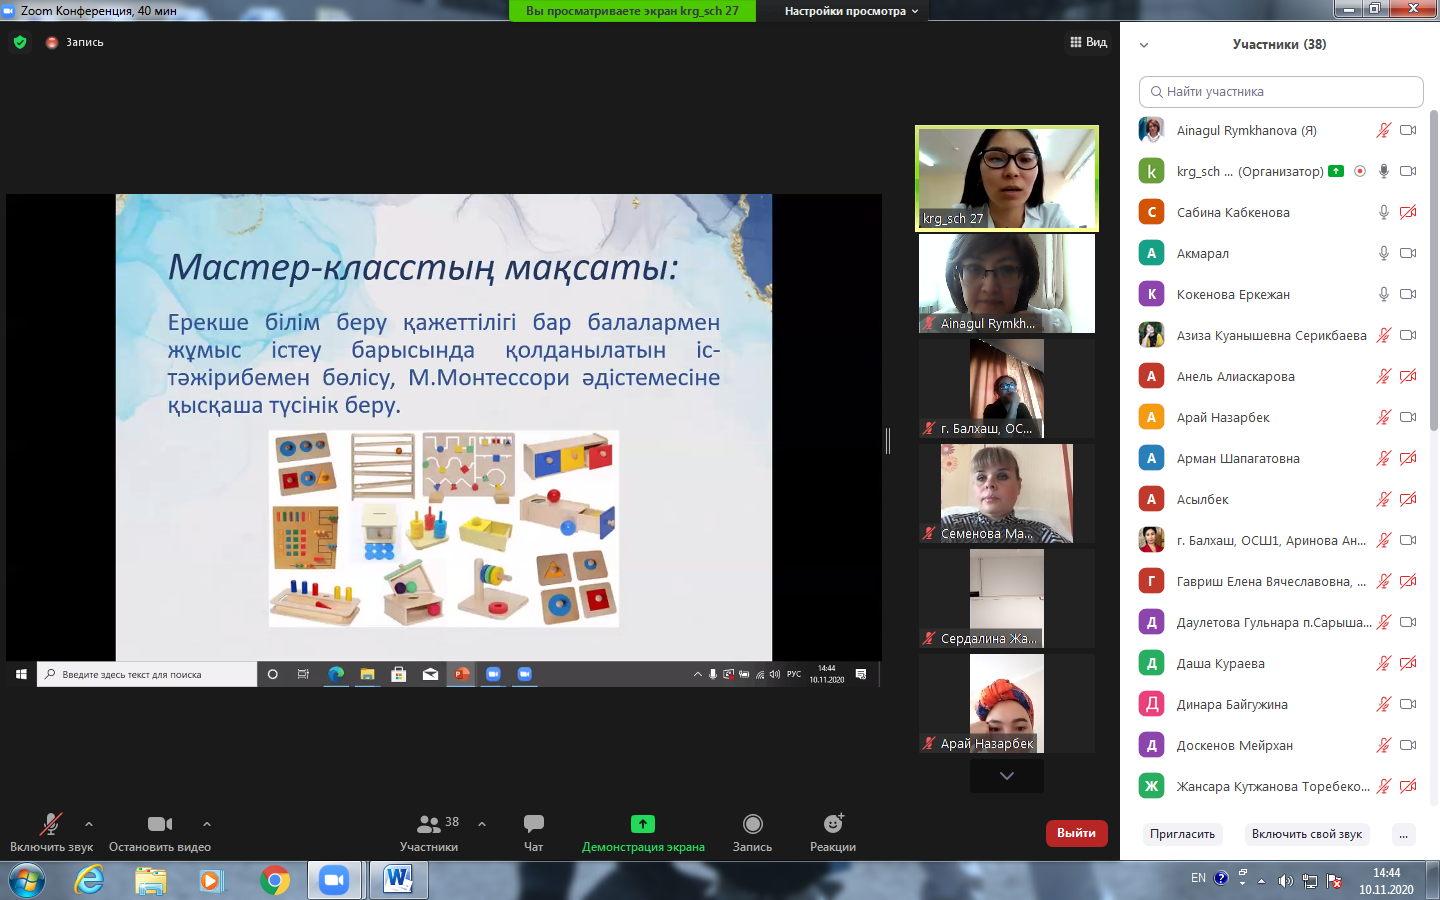 Zoom Конференция, 40 мин
Вы просматриваете экран krg_sch 27
Настройки просмотра
Запись
Вид
Мастер-класстың мақсаты:
Ерекше білім беру қажеттілігі бар балалармен
жұмыс істеу барысында қолданылатын іс-
тәжірибемен бөлісу, М.Монтессори әдістемесіне
қысқаша түсінік беру.
Введите здесь текст для поиска
РУС
14:44
10.11.2020
krg_sch 27
Ainagul Rymkh...
г. Балхаш, ОС...
Семенова Ма...
Сердалина Жа...
Арай Назарбек
Участники (38)
Найти участника
Ainagul Rymkhanova (Я)
k krg_sch ... (Организатор)
С Сабина Кабкенова
А Акмарал
К Кокенова Еркежан
Азиза Куанышевна Серикбаева
А Анель Алиаскарова
А Арай Назарбек
А Арман Шапагатовна
А Асылбек
г. Балхаш, ОСШ1, Аринова Ан...
Г Гавриш Елена Вячеславовна, ...
Д Даулетова Гульнара п.Сарыша...
Д Даша Кураева
Д Динара Байгужина
Д Доскенов Мейрхан
Ж Жансара Кутжанова Торебеко...
Пригласить
Включить свой звук
...
Включить звук
Остановить видео
38
Участники
Чат
Демонстрация экрана
Запись
Реакции
Выйти
EN
14:44
10.11.2020